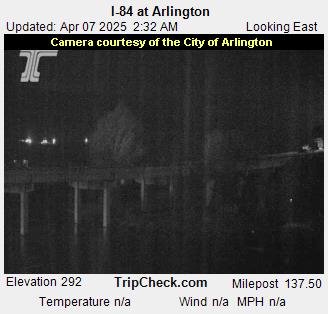 I-84 at Arlington
Updated: Apr 07 2025 2:32 AM Looking East
Camera courtesy of the City of Arlington
Elevation 292 TripCheck.com Milepost 137.50
Temperature n/a Wind n/a MPH n/a